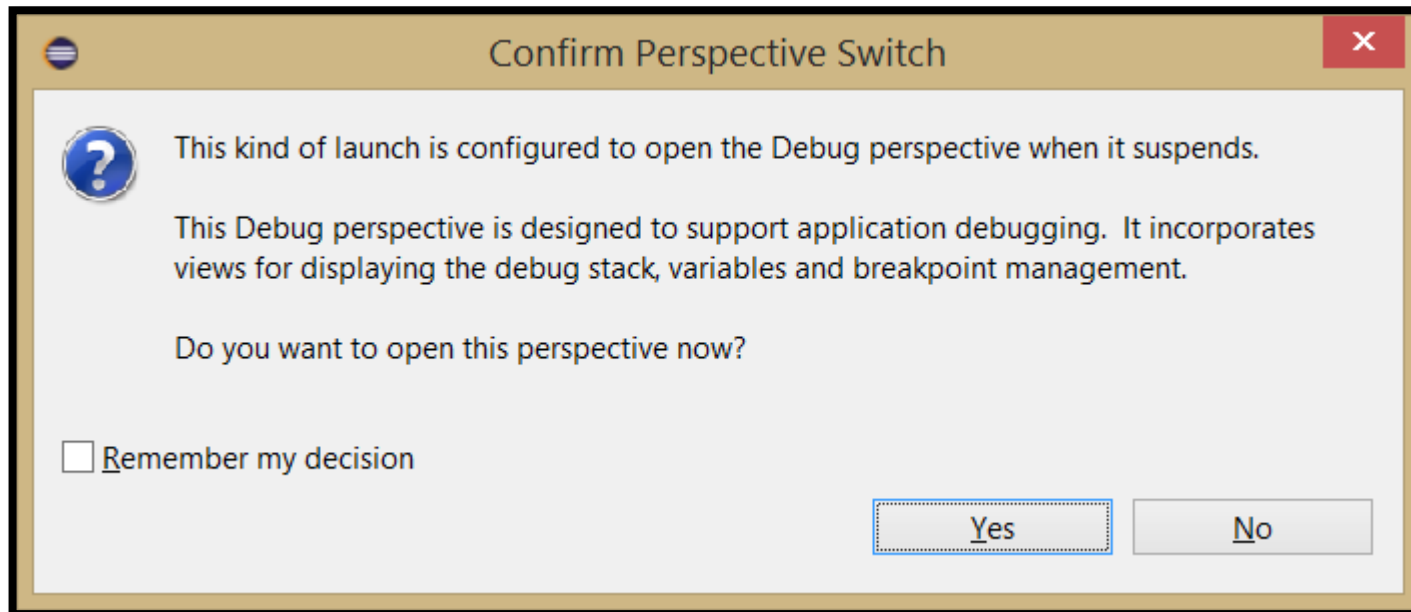 Confirm Perspective Switch
This kind of launch is configured to open the Debug perspective when it suspends.
This Debug perspective is designed to support application debugging.  It incorporates
views for displaying the debug stack, variables and breakpoint management.
Do you want to open this perspective now?
Remember my decision
Yes
No